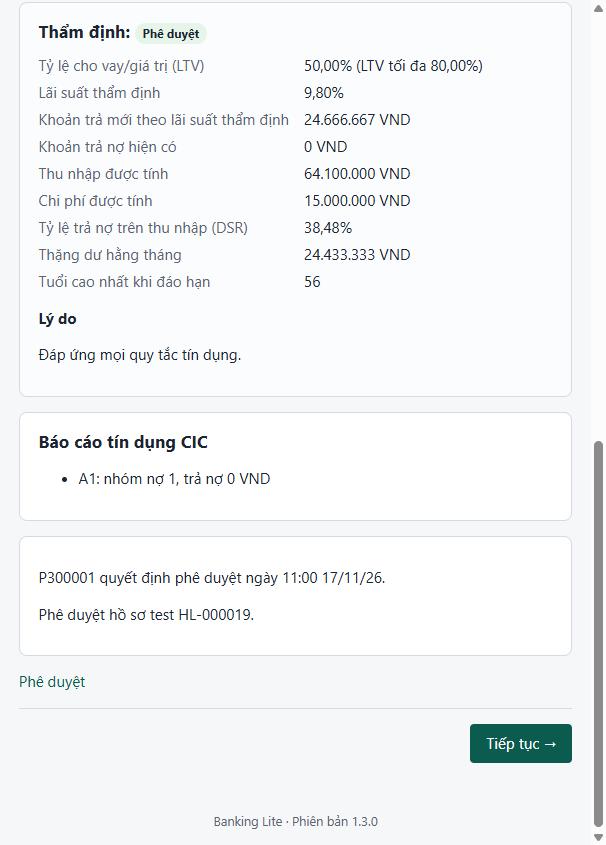 Thẩm định: Phê duyệt
Tỷ lệ cho vay/giá trị (LTV) 50,00% (LTV tối đa 80,00%)
Lãi suất thẩm định 9,80%
Khoản trả mới theo lãi suất thẩm định 24.666.667 VND
Khoản trả nợ hiện có 0 VND
Thu nhập được tính 64.100.000 VND
Chi phí được tính 15.000.000 VND
Tỷ lệ trả nợ trên thu nhập (DSR) 38,48%
Thặng dư hằng tháng 24.433.333 VND
Tuổi cao nhất khi đáo hạn 56
Lý do
Đáp ứng mọi quy tắc tín dụng.
Báo cáo tín dụng CIC
• A1: nhóm nợ 1, trả nợ 0 VND
P300001 quyết định phê duyệt ngày 11:00 17/11/26.
Phê duyệt hồ sơ test HL-000019.
Phê duyệt
Tiếp tục →
Banking Lite · Phiên bản 1.3.0